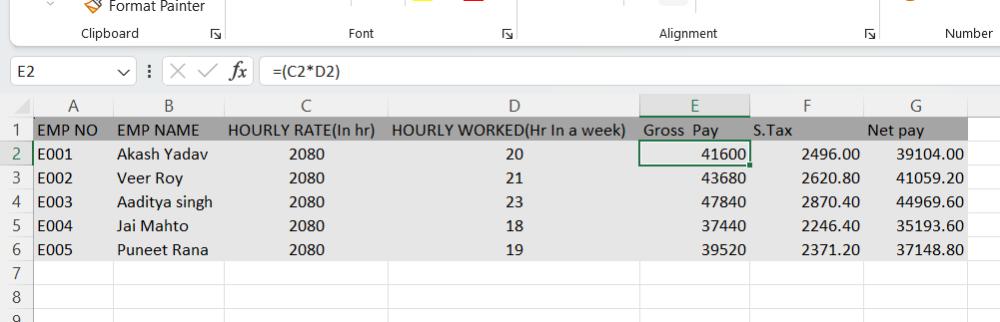 Format Painter
Clipboard Font Alignment Number
E2 fx =(C2*D2)
A B C D E F G
1 EMP NO EMP NAME HOURLY RATE(In hr) HOURLY WORKED(Hr In a week) Gross Pay S.Tax Net pay
2 E001 Akash Yadav 2080 20 41600 2496.00 39104.00
3 E002 Veer Roy 2080 21 43680 2620.80 41059.20
4 E003 Aaditya singh 2080 23 47840 2870.40 44969.60
5 E004 Jai Mahto 2080 18 37440 2246.40 35193.60
6 E005 Puneet Rana 2080 19 39520 2371.20 37148.80
7
8
9